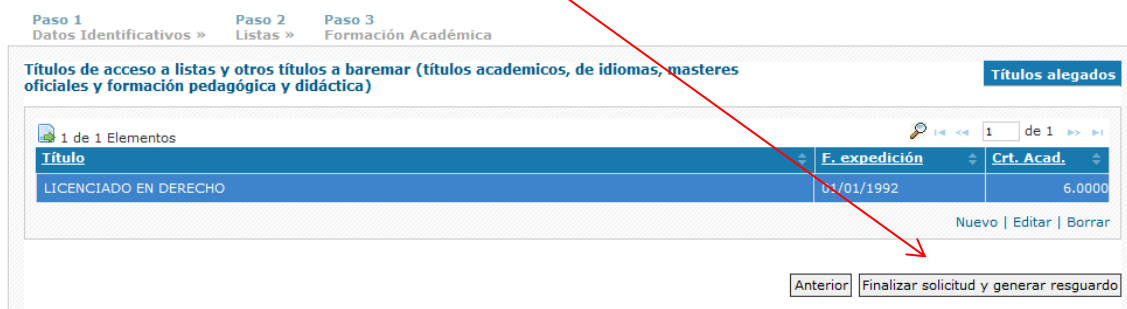 Paso 1 Paso 2 Paso 3
Datos Identificativos » Listas » Formación Académica
Títulos de acceso a listas y otros títulos a baremar (títulos academicos, de idiomas, masteres
oficiales y formación pedagógica y didáctica)
Títulos alegados
1 de 1 Elementos 1 de 1
Título F. expedición Crt. Acad.
LICENCIADO EN DERECHO 01/01/1992 6.0000
Nuevo | Editar | Borrar
Anterior Finalizar solicitud y generar resguardo